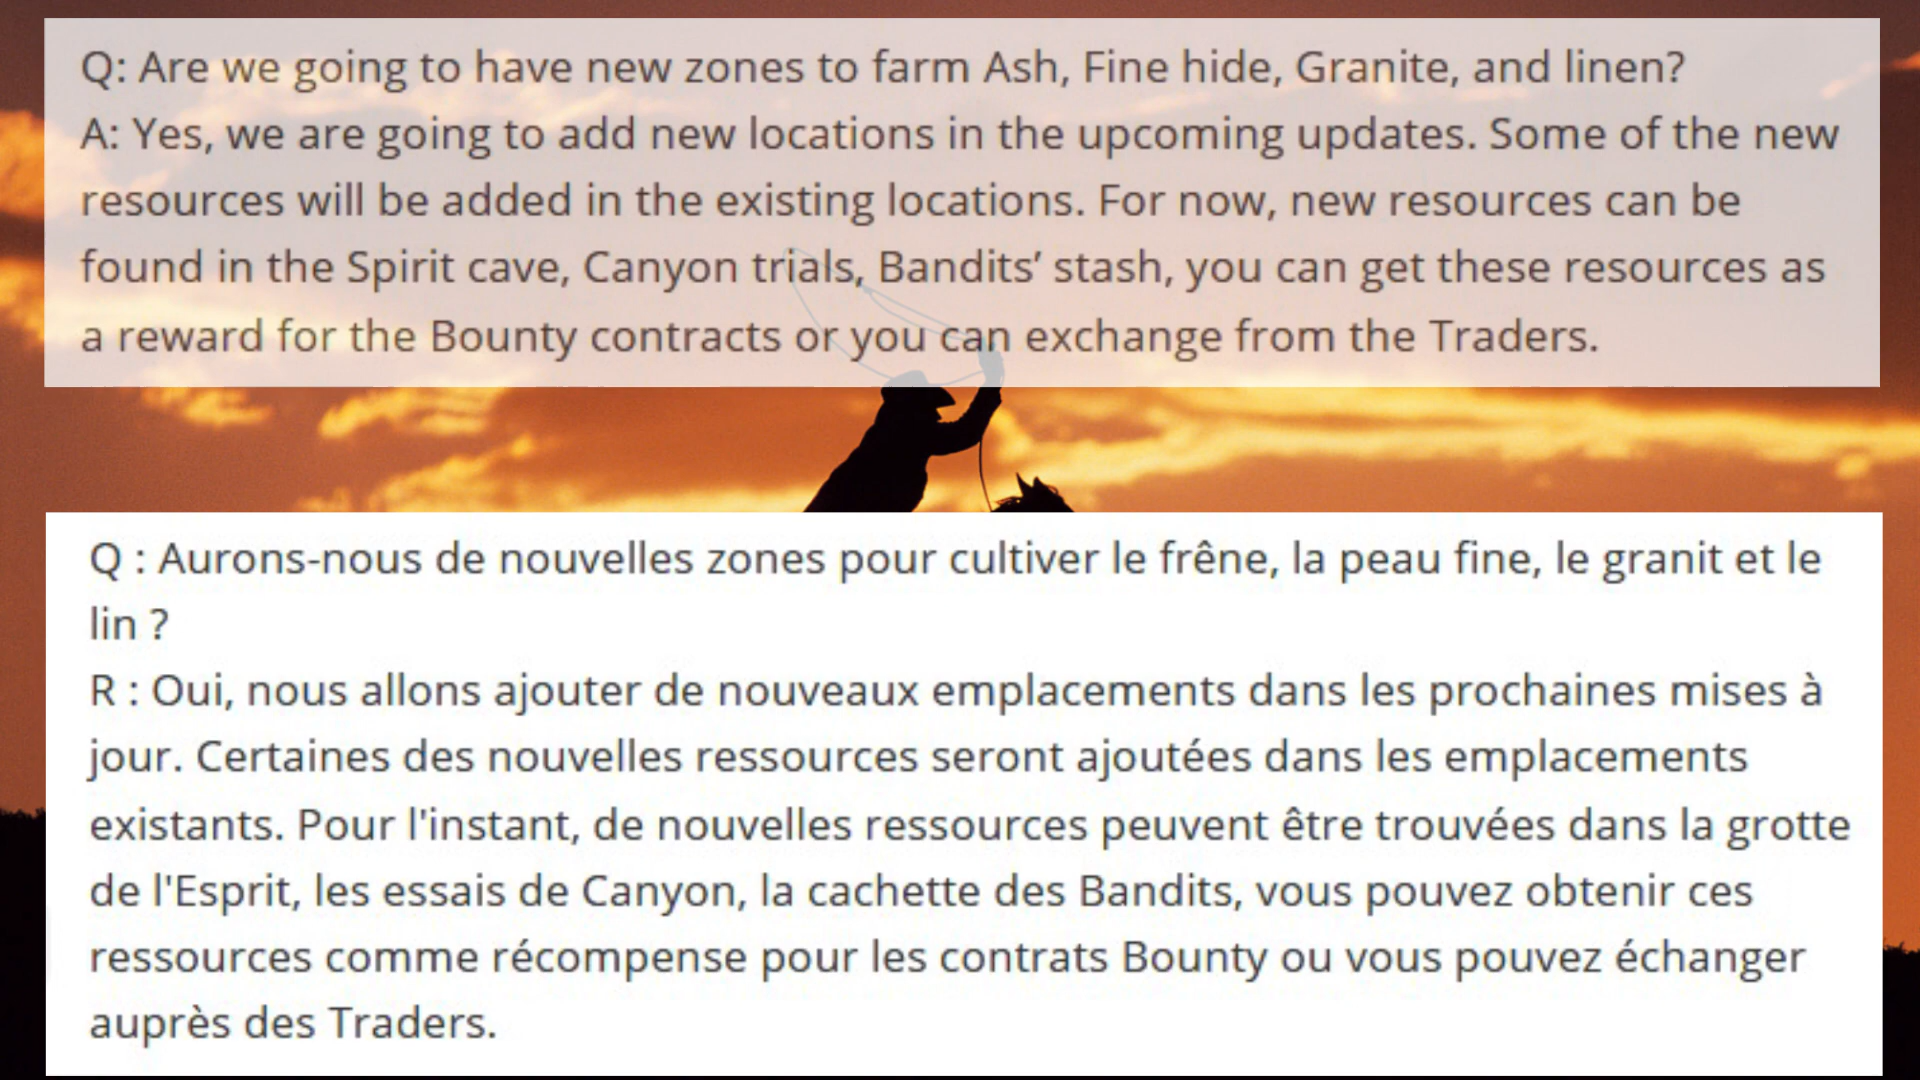 Q: Are we going to have new zones to farm Ash, Fine hide, Granite, and linen?
A: Yes, we are going to add new locations in the upcoming updates. Some of the new
resources will be added in the existing locations. For now, new resources can be
found in the Spirit cave, Canyon trials, Bandits’ stash, you can get these resources as
a reward for the Bounty contracts or you can exchange from the Traders.
Q : Aurons-nous de nouvelles zones pour cultiver le frêne, la peau fine, le granit et le
lin ?
R : Oui, nous allons ajouter de nouveaux emplacements dans les prochaines mises à
jour. Certaines des nouvelles ressources seront ajoutées dans les emplacements
existants. Pour l'instant, de nouvelles ressources peuvent être trouvées dans la grotte
de l'Esprit, les essais de Canyon, la cachette des Bandits, vous pouvez obtenir ces
ressources comme récompense pour les contrats Bounty ou vous pouvez échanger
auprès des Traders.